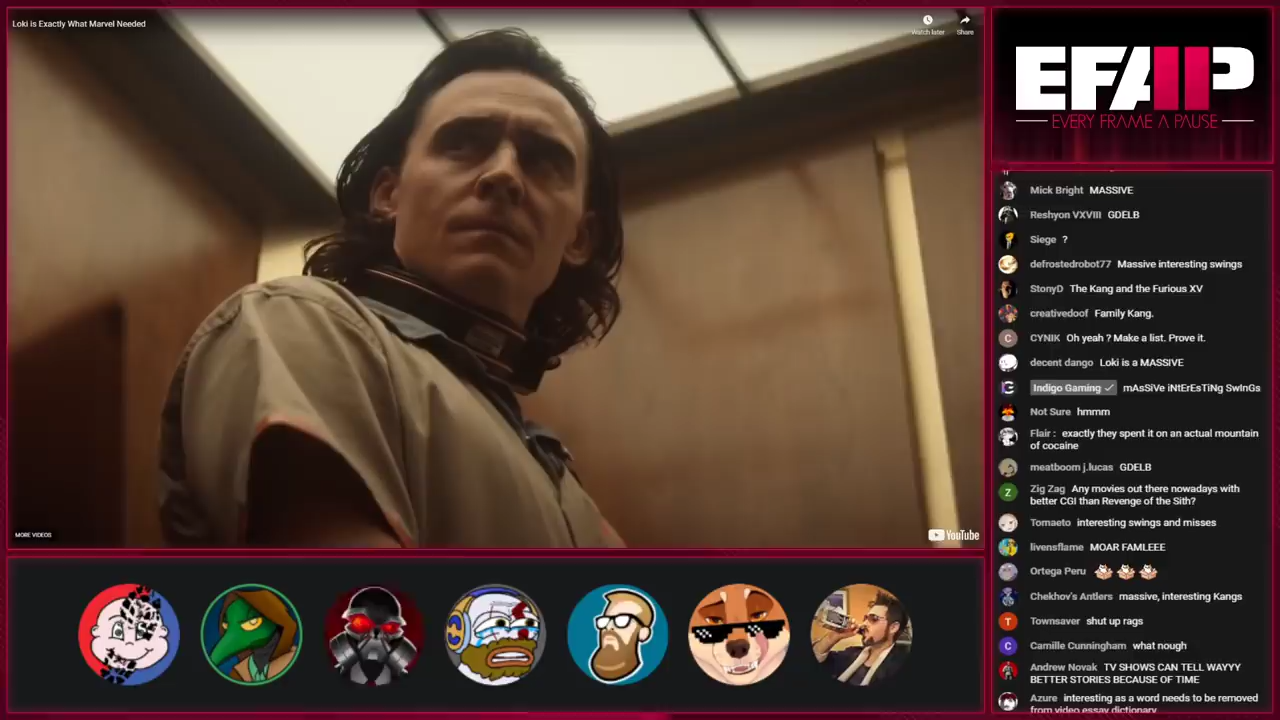 Loki is Exactly What Marvel Needed
Watch later
Share
MORE VIDEOS
YouTube
EFAP
EVERY FRAME A PAUSE
Mick Bright MASSIVE
Reshyon VXVIII GDELB
Siege ?
defrostedrobot77 Massive interesting swings
StonyD The Kang and the Furious XV
creativedoof Family Kang.
C
CYNIK Oh yeah ? Make a list. Prove it.
decent dango Loki is a MASSIVE
Indigo Gaming mAsSiVe iNtErEsTiNg SwInGs
Not Sure hmmm
Flair : exactly they spent it on an actual mountain
of cocaine
meatboom j.lucas GDELB
Z
Zig Zag Any movies out there nowadays with
better CGI than Revenge of the Sith?
Tomaeto interesting swings and misses
livensflame MOAR FAMLEEE
Ortega Peru
Chekhov's Antlers massive, interesting Kangs
T
Townsaver shut up rags
C
Camille Cunningham what nough
Andrew Novak TV SHOWS CAN TELL WAYYY
BETTER STORIES BECAUSE OF TIME
Azure interesting as a word needs to be removed
from video essay dictionary